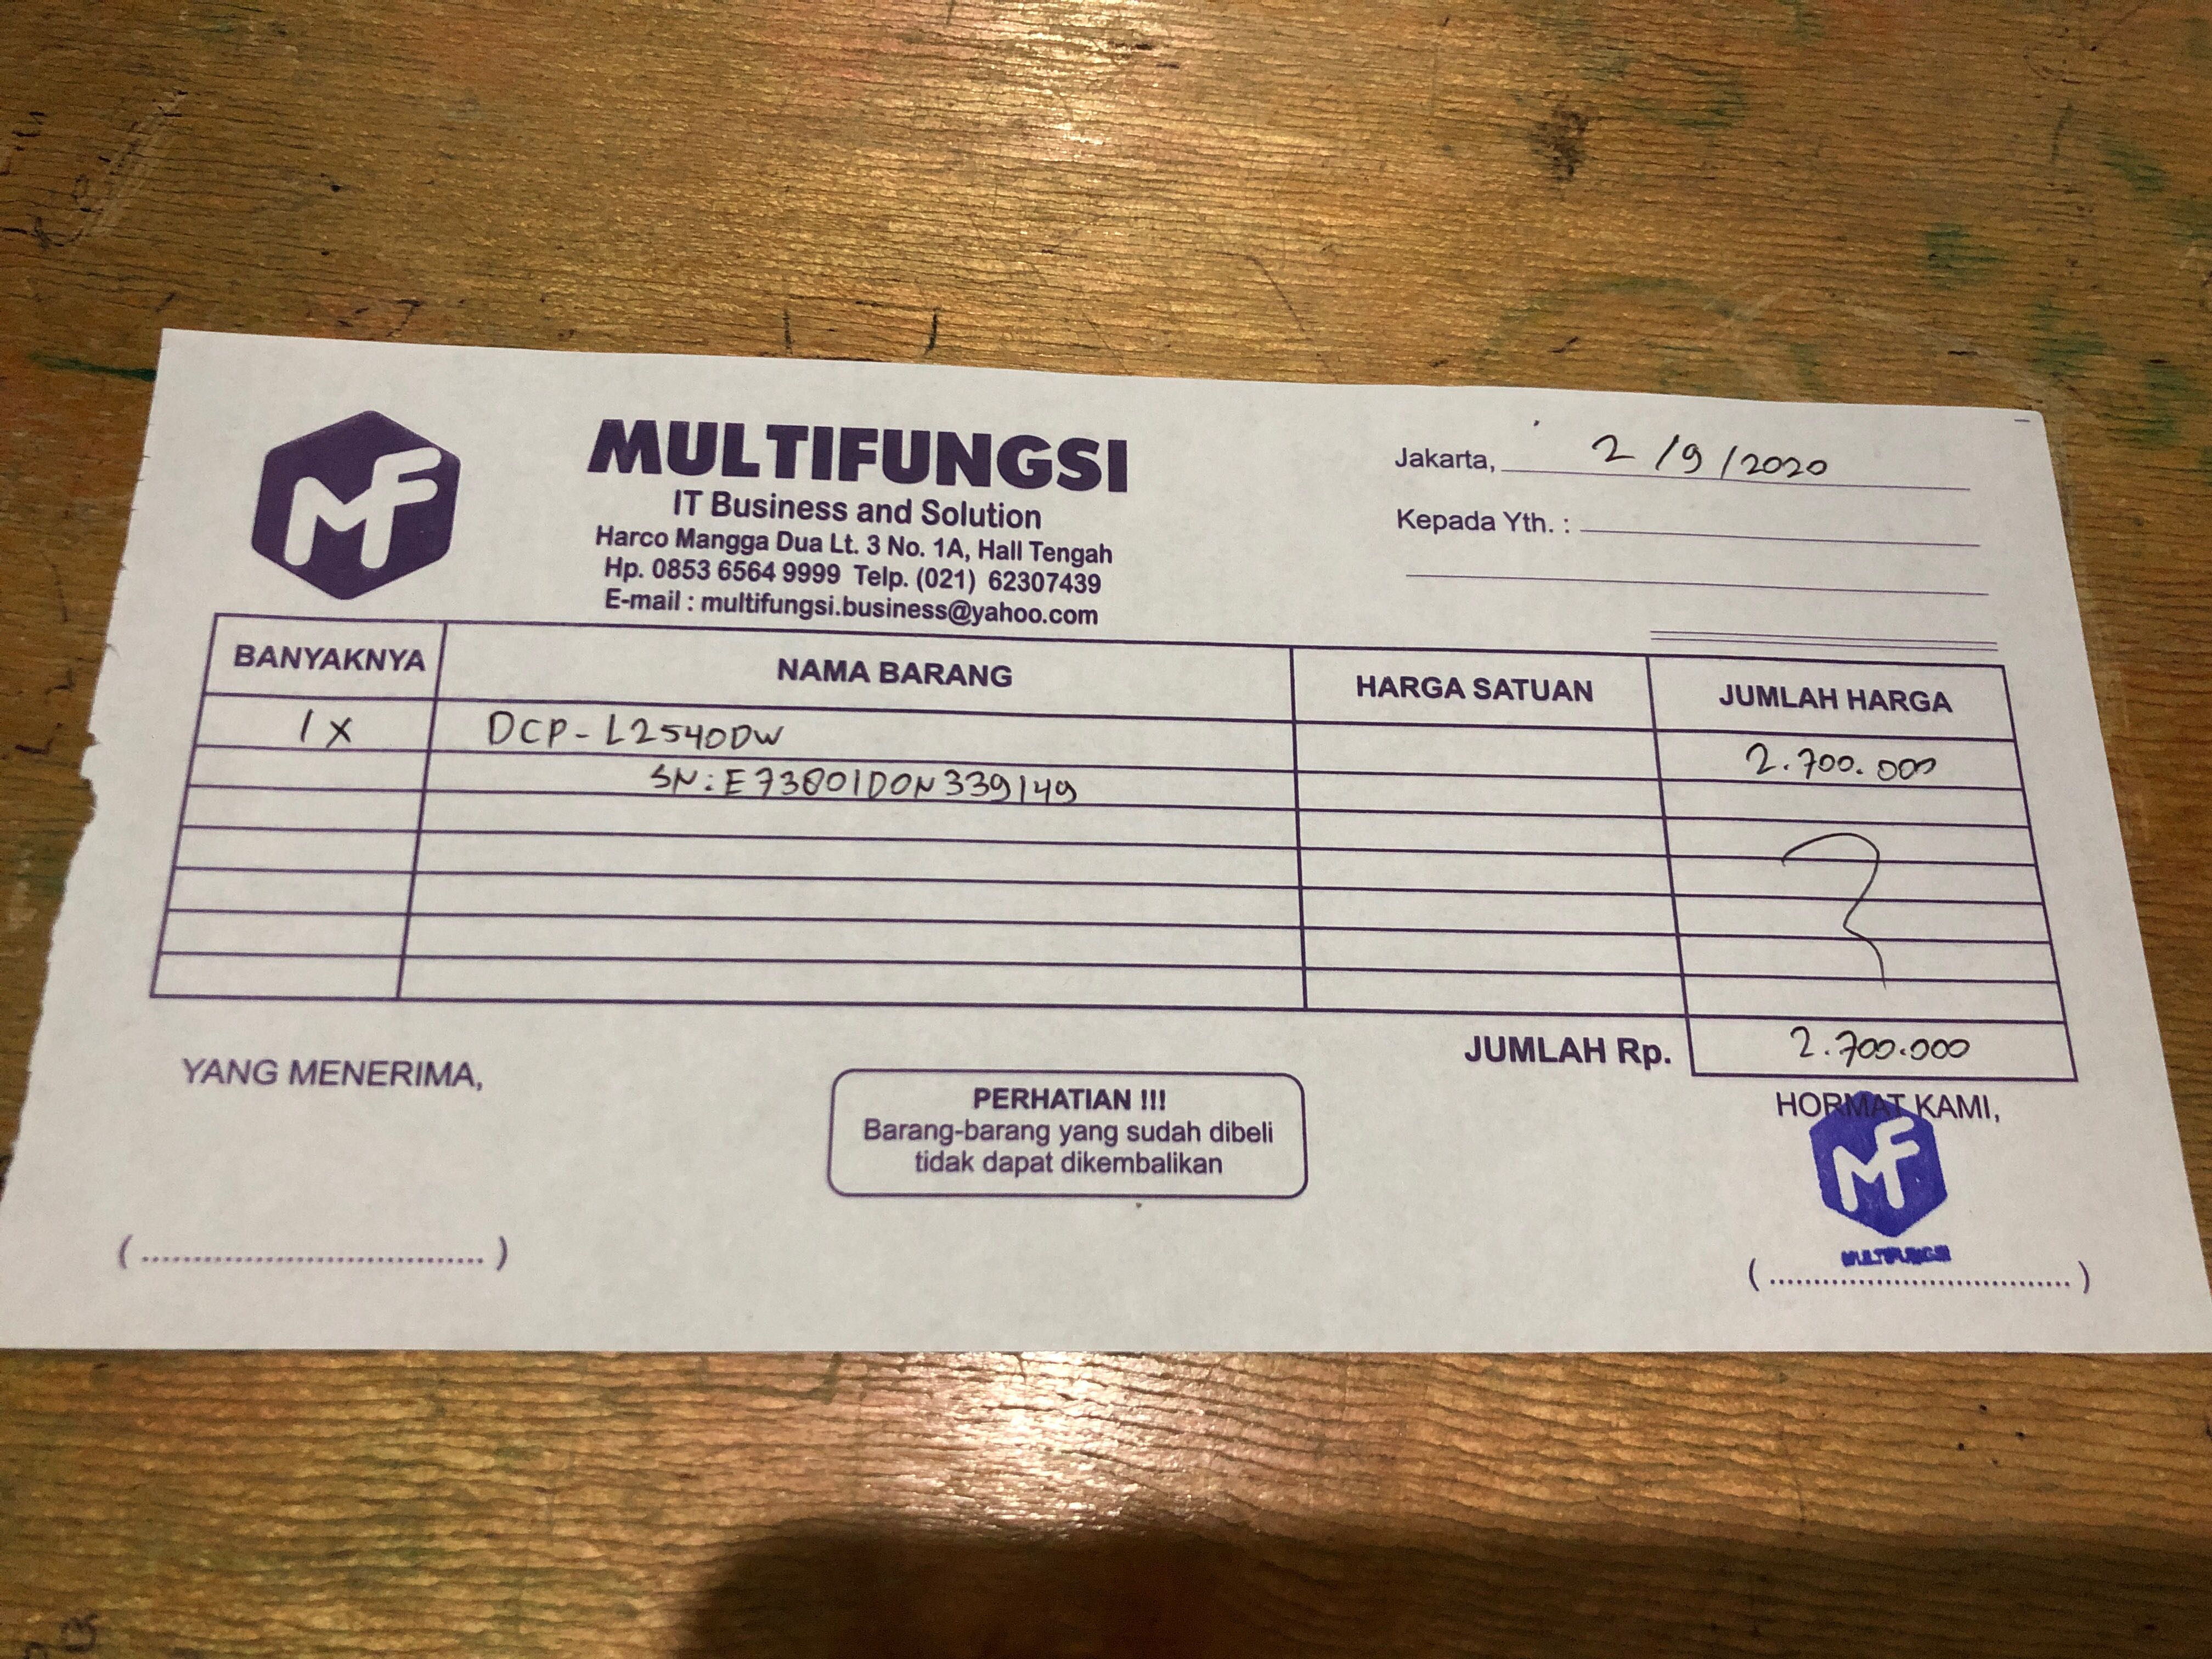 MF
MULTIFUNGSI
IT Business and Solution
Harco Mangga Dua Lt. 3 No. 1A, Hall Tengah
Hp. 0853 6564 9999 Telp. (021) 62307439
E-mail : multifungsi.business@yahoo.com
Jakarta, 2/9/2020
Kepada Yth. :
BANYAKNYA NAMA BARANG HARGA SATUAN JUMLAH HARGA
1X DCP-L2540DW 2.700.000
SN: E73801D0N339149
JUMLAH Rp. 2.700.000
YANG MENERIMA,
PERHATIAN !!!
Barang-barang yang sudah dibeli
tidak dapat dikembalikan
HORMAT KAMI,
MF
MULTIFUNGSI
(................................)
(................................)